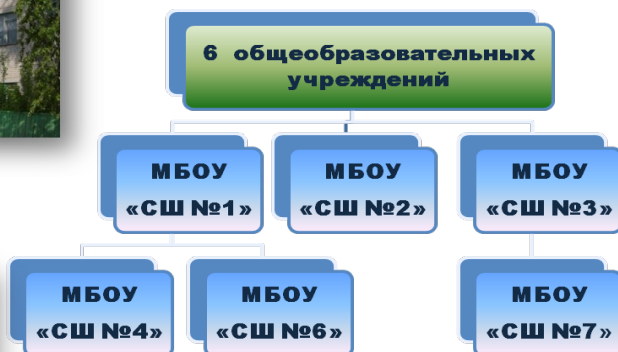 6 общеобразовательных
учреждений
МБОУ
«СШ №1»
МБОУ
«СШ №2»
МБОУ
«СШ №3»
МБОУ
«СШ №4»
МБОУ
«СШ №6»
МБОУ
«СШ №7»